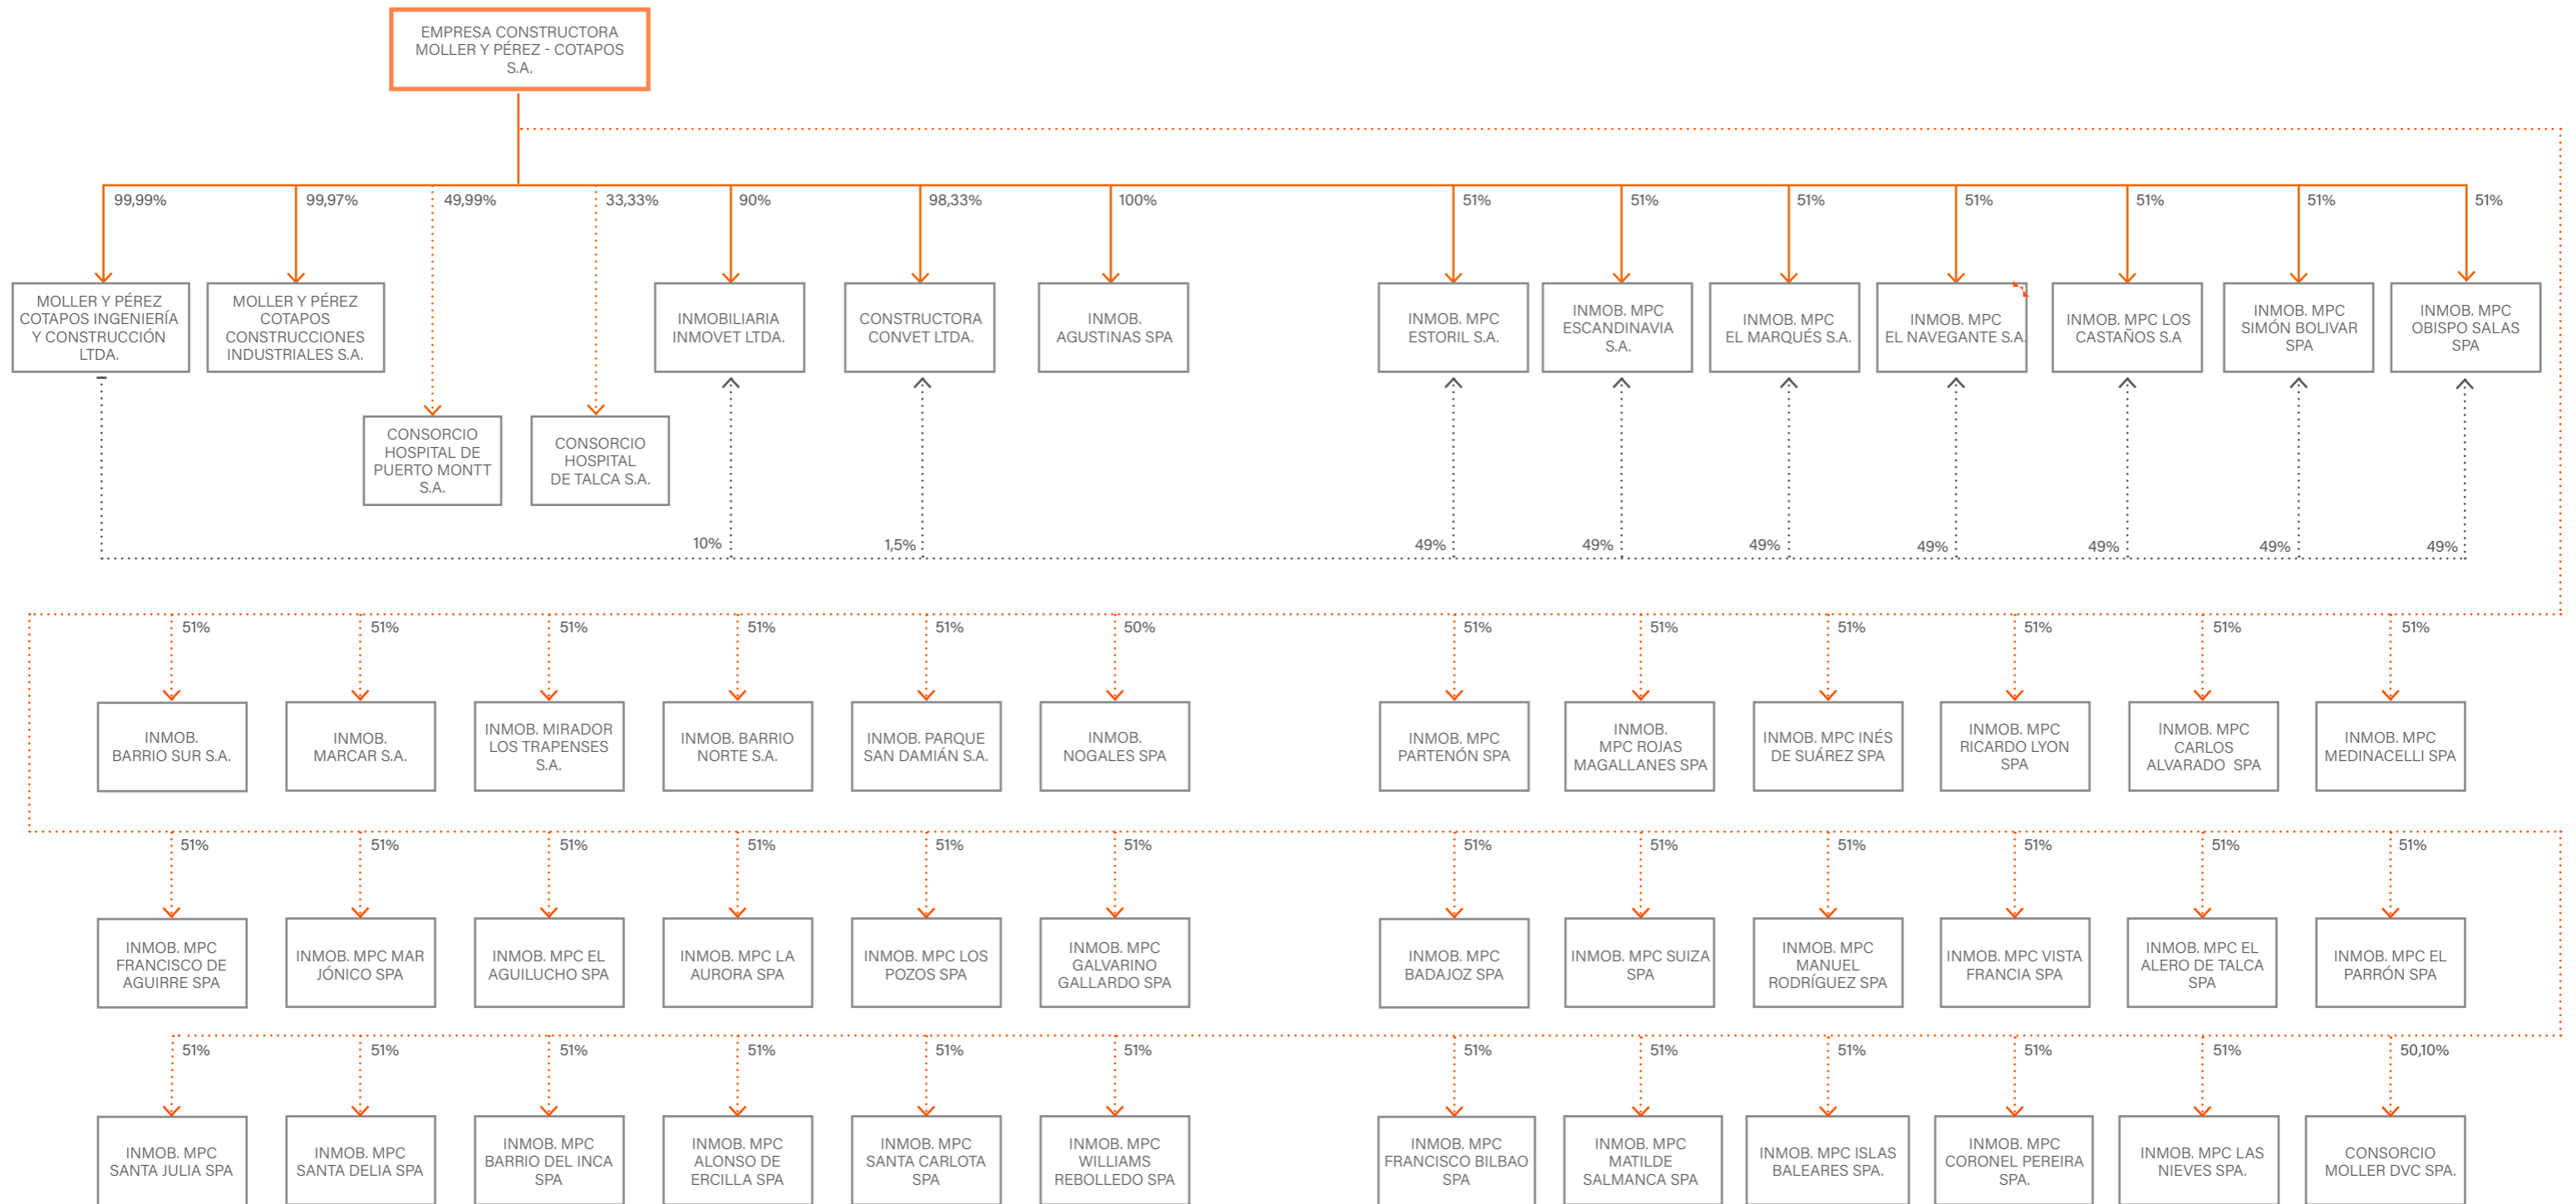 EMPRESA CONSTRUCTORA
MOLLER Y PÉREZ - COTAPOS
S.A.
99,99%
99,97%
49,99%
33,33%
90%
98,33%
100%
51%
51%
51%
51%
51%
51%
51%
MOLLER Y PÉREZ
COTAPOS INGENIERÍA
Y CONSTRUCCIÓN
LTDA.
MOLLER Y PÉREZ
COTAPOS
CONSTRUCCIONES
INDUSTRIALES S.A.
INMOBILIARIA
INMOVET LTDA.
CONSTRUCTORA
CONVET LTDA.
INMOB.
AGUSTINAS SPA
INMOB. MPC
ESTORIL S.A.
INMOB. MPC
ESCANDINAVIA
S.A.
INMOB. MPC
EL MARQUÉS S.A.
INMOB. MPC
EL NAVEGANTE S.A.
INMOB. MPC LOS
CASTAÑOS S.A
INMOB. MPC
SIMÓN BOLIVAR
SPA
INMOB. MPC
OBISPO SALAS
SPA
CONSORCIO
HOSPITAL DE
PUERTO MONTT
S.A.
CONSORCIO
HOSPITAL
DE TALCA S.A.
10%
1,5%
49%
49%
49%
49%
49%
49%
49%
51%
51%
51%
51%
51%
50%
51%
51%
51%
51%
51%
51%
INMOB.
BARRIO SUR S.A.
INMOB.
MARCAR S.A.
INMOB. MIRADOR
LOS TRAPENSES
S.A.
INMOB. BARRIO
NORTE S.A.
INMOB. PARQUE
SAN DAMIÁN S.A.
INMOB.
NOGALES SPA
INMOB. MPC
PARTENÓN SPA
INMOB.
MPC ROJAS
MAGALLANES SPA
INMOB. MPC INÉS
DE SUÁREZ SPA
INMOB. MPC
RICARDO LYON
SPA
INMOB. MPC
CARLOS
ALVARADO SPA
INMOB. MPC
MEDINACELLI SPA
51%
51%
51%
51%
51%
51%
51%
51%
51%
51%
51%
51%
INMOB. MPC
FRANCISCO DE
AGUIRRE SPA
INMOB. MPC MAR
JÓNICO SPA
INMOB. MPC EL
AGUILUCHO SPA
INMOB. MPC LA
AURORA SPA
INMOB. MPC LOS
POZOS SPA
INMOB. MPC
GALVARINO
GALLARDO SPA
INMOB. MPC
BADAJOZ SPA
INMOB. MPC SUIZA
SPA
INMOB. MPC
MANUEL
RODRÍGUEZ SPA
INMOB. MPC VISTA
FRANCIA SPA
INMOB. MPC EL
ALERO DE TALCA
SPA
INMOB. MPC EL
PARRÓN SPA
51%
51%
51%
51%
51%
51%
51%
51%
51%
51%
51%
50,10%
INMOB. MPC
SANTA JULIA SPA
INMOB. MPC
SANTA DELIA SPA
INMOB. MPC
BARRIO DEL INCA
SPA
INMOB. MPC
ALONSO DE
ERCILLA SPA
INMOB. MPC
SANTA CARLOTA
SPA
INMOB. MPC
WILLIAMS
REBOLLEDO SPA
INMOB. MPC
FRANCISCO BILBAO
SPA
INMOB. MPC
MATILDE
SALMANCA SPA
INMOB. MPC ISLAS
BALEARES SPA.
INMOB. MPC
CORONEL PEREIRA
SPA.
INMOB. MPC LAS
NIEVES SPA.
CONSORCIO
MOLLER DVC SPA.